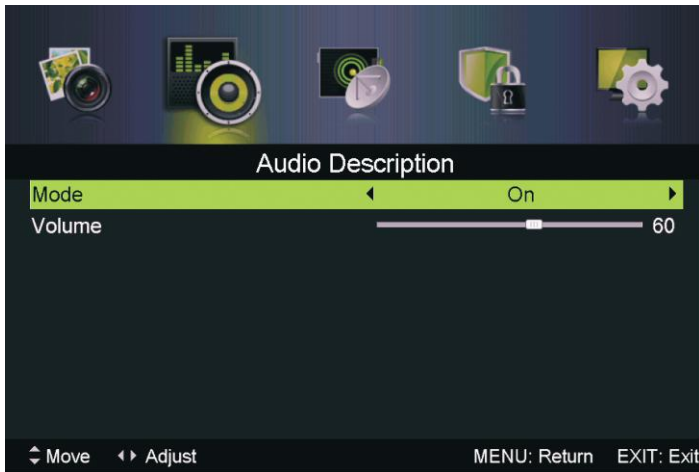 Audio Description
Mode On
Volume 60
Move Adjust MENU: Return EXIT: Exit